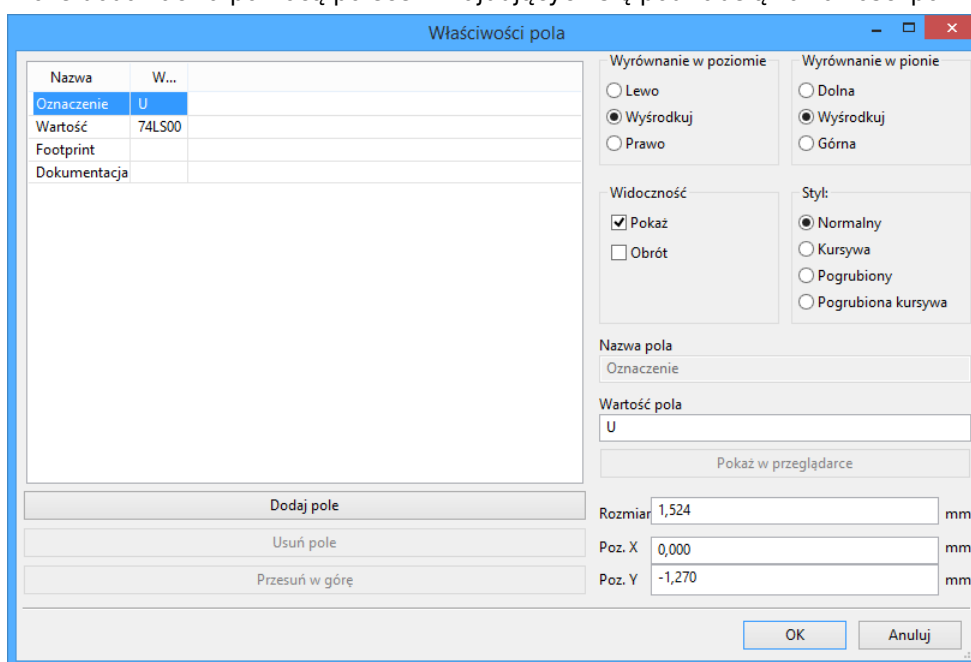 Właściwości pola
Nazwa W...
Oznaczenie U
Wartość 74LS00
Footprint
Dokumentacja
Dodaj pole
Usuń pole
Przesuń w górę
Wyrównanie w poziomie
Lewo
Wyśrodkuj
Prawo
Wyrównanie w pionie
Dolna
Wyśrodkuj
Górna
Widoczność
Pokaż
Obrót
Styl:
Normalny
Kursywa
Pogrubiony
Pogrubiona kursywa
Nazwa pola
Oznaczenie
Wartość pola
U
Pokaż w przeglądarce
Rozmiar 1,524 mm
Poz. X 0,000 mm
Poz. Y -1,270 mm
OK Anuluj